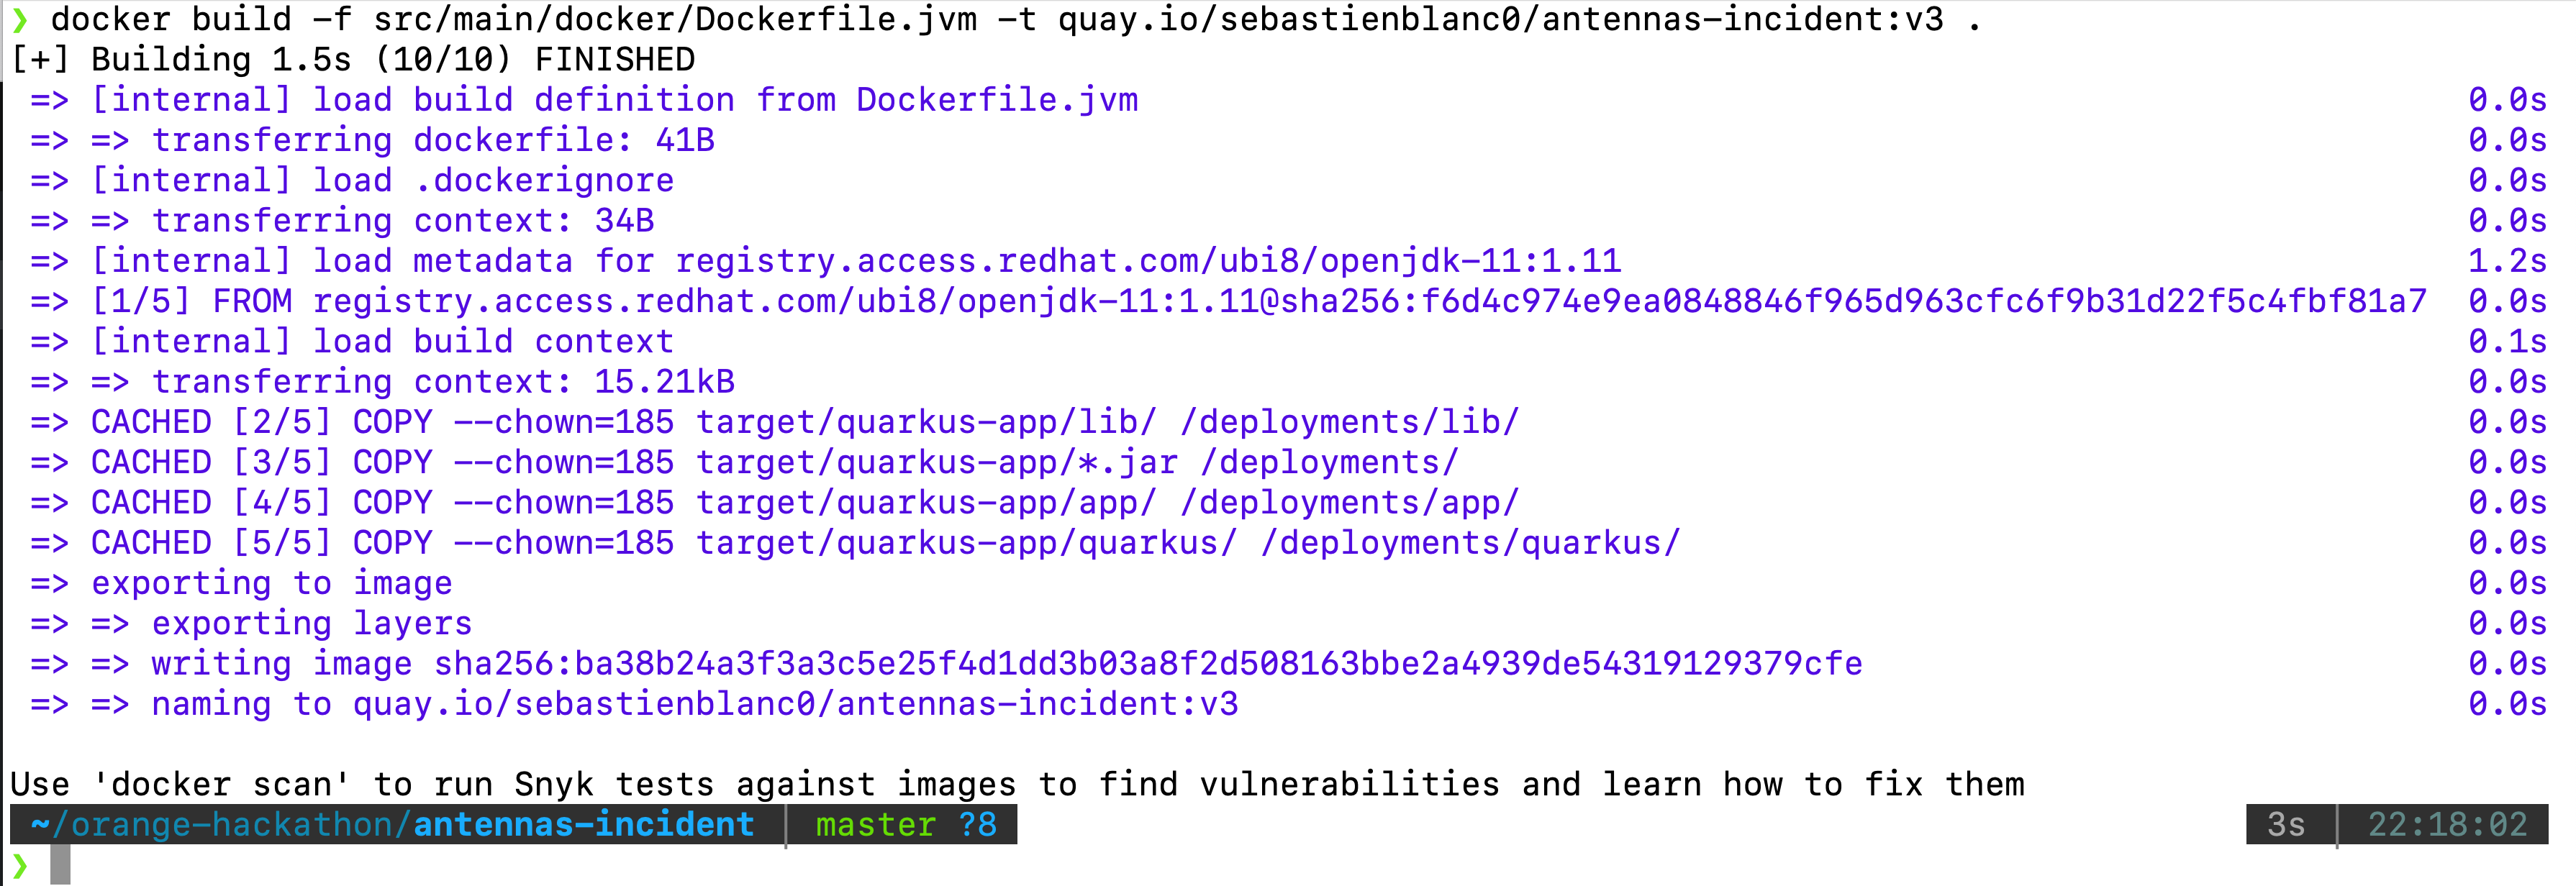 ❯ docker build -f src/main/docker/Dockerfile.jvm -t quay.io/sebastienblanc0/antennas-incident:v3 .
[+] Building 1.5s (10/10) FINISHED
=> [internal] load build definition from Dockerfile.jvm 0.0s
=> => transferring dockerfile: 41B 0.0s
=> [internal] load .dockerignore 0.0s
=> => transferring context: 34B 0.0s
=> [internal] load metadata for registry.access.redhat.com/ubi8/openjdk-11:1.11 1.2s
=> [1/5] FROM registry.access.redhat.com/ubi8/openjdk-11:1.11@sha256:f6d4c974e9ea0848846f965d963cfc6f9b31d22f5c4fbf81a7 0.0s
=> [internal] load build context 0.1s
=> => transferring context: 15.21kB 0.0s
=> CACHED [2/5] COPY --chown=185 target/quarkus-app/lib/ /deployments/lib/ 0.0s
=> CACHED [3/5] COPY --chown=185 target/quarkus-app/*.jar /deployments/ 0.0s
=> CACHED [4/5] COPY --chown=185 target/quarkus-app/app/ /deployments/app/ 0.0s
=> CACHED [5/5] COPY --chown=185 target/quarkus-app/quarkus/ /deployments/quarkus/ 0.0s
=> exporting to image 0.0s
=> => exporting layers 0.0s
=> => writing image sha256:ba38b24a3f3a3c5e25f4d1dd3b03a8f2d508163bbe2a4939de54319129379cfe 0.0s
=> => naming to quay.io/sebastienblanc0/antennas-incident:v3 0.0s
Use 'docker scan' to run Snyk tests against images to find vulnerabilities and learn how to fix them
~/orange-hackathon/antennas-incident | master ?8 3s | 22:18:02
❯